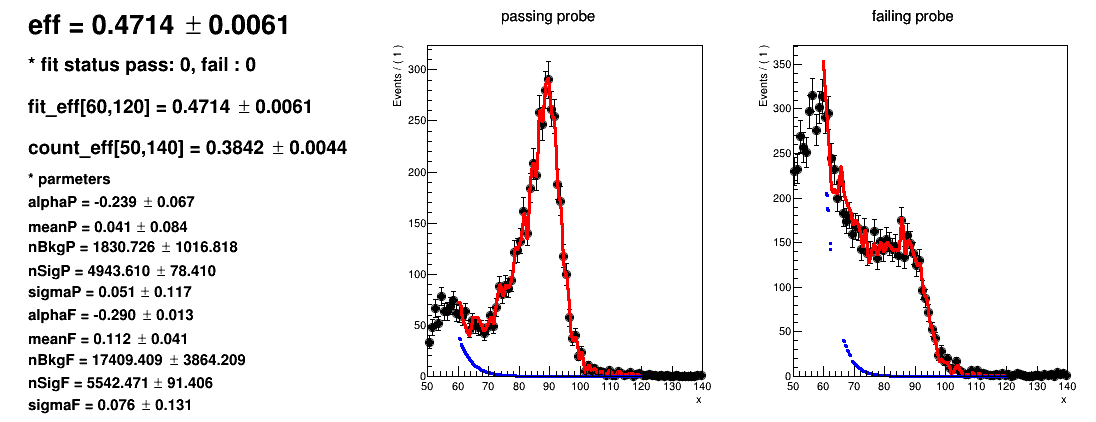 eff = 0.4714 ± 0.0061
* fit status pass: 0, fail : 0
fit_eff[60,120] = 0.4714 ± 0.0061
count_eff[50,140] = 0.3842 ± 0.0044
* parmeters
alphaP = -0.239 ± 0.067
meanP = 0.041 ± 0.084
nBkgP = 1830.726 ± 1016.818
nSigP = 4943.610 ± 78.410
sigmaP = 0.051 ± 0.117
alphaF = -0.290 ± 0.013
meanF = 0.112 ± 0.041
nBkgF = 17409.409 ± 3864.209
nSigF = 5542.471 ± 91.406
sigmaF = 0.076 ± 0.131
passing probe
Events / ( 1 )
300
250
200
150
100
50
0
50 60 70 80 90 100 110 120 130 140
x
failing probe
Events / ( 1 )
350
300
250
200
150
100
50
0
50 60 70 80 90 100 110 120 130 140
x